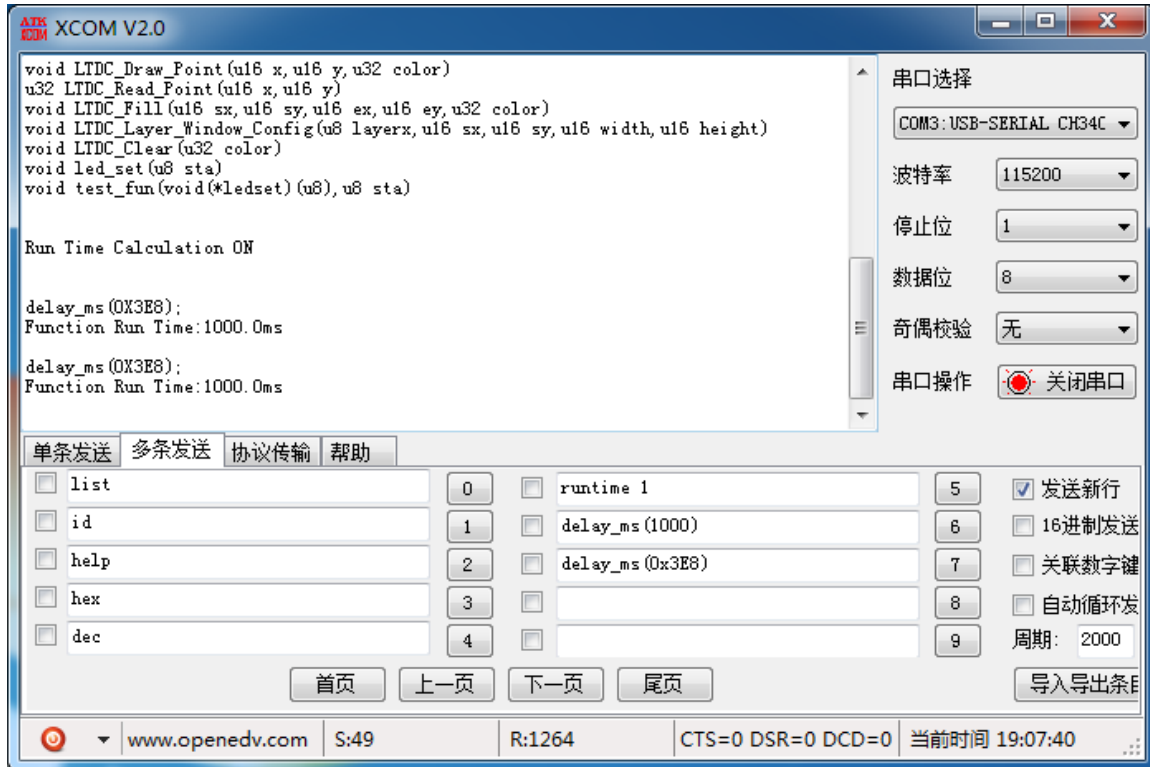 ATK XCOM XCOM V2.0
void LTDC_Draw_Point(u16 x,u16 y,u32 color)
u32 LTDC_Read_Point(u16 x,u16 y)
void LTDC_Fill(u16 sx,u16 sy,u16 ex,u16 ey,u32 color)
void LTDC_Layer_Window_Config(u8 layerx,u16 sx,u16 sy,u16 width,u16 height)
void LTDC_Clear(u32 color)
void led_set(u8 sta)
void test_fun(void(*ledset)(u8),u8 sta)
Run Time Calculation ON
delay_ms(0X3E8);
Function Run Time:1000.0ms
delay_ms(0X3E8);
Function Run Time:1000.0ms
串口选择
COM3:USB-SERIAL CH34C
波特率 115200
停止位 1
数据位 8
奇偶校验 无
串口操作 关闭串口
单条发送 多条发送 协议传输 帮助
list 0 runtime 1 5 发送新行
id 1 delay_ms(1000) 6 16进制发送
help 2 delay_ms(0x3E8) 7 关联数字键
hex 3 8 自动循环发
dec 4 9 周期: 2000
首页 上一页 下一页 尾页 导入导出条
www.openedv.com S:49 R:1264 CTS=0 DSR=0 DCD=0 当前时间 19:07:40